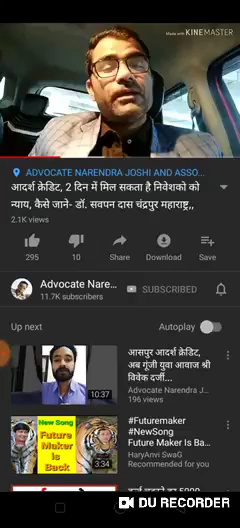 Made with KINEMASTER
ADVOCATE NARENDRA JOSHI AND ASSO...
आदर्श क्रेडिट, 2 दिन में मिल सकता है निवेशको को
न्याय, कैसे जाने- डॉ. सवपन दास चंद्रपुर महाराष्ट्र,,
2.1K views
295
10
Share
Download
Save
Advocate Nare...
11.7K subscribers
SUBSCRIBED
Up next
Autoplay
10:37
आसपुर आदर्श क्रेडिट,
अब गूंजी युवा आवाज श्री
विवेक दर्जी...
Advocate Narendra J...
196 views
New Song
Future
Maker
is
Back
3:34
#Futuremaker
#NewSong
Future Maker Is Ba...
HaryAnvi SwaG
Recommended for you
DU RECORDER